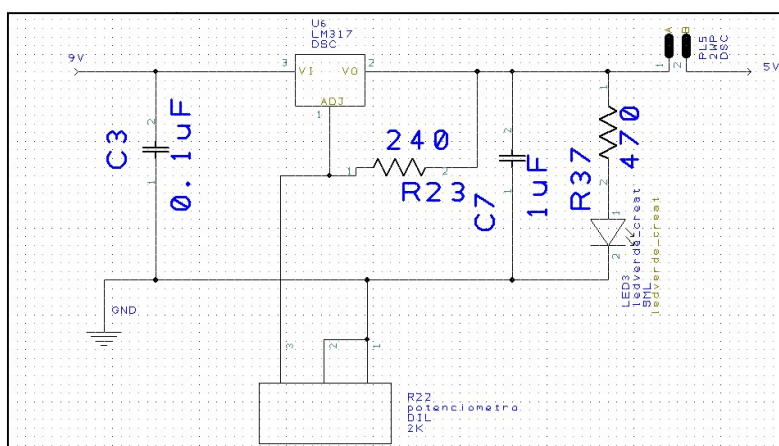 U6
LM317
DSC
9V
3
VI
VO
2
ADJ
1
A
B
1
2
PL5
2WP
DSC
5V
C3
2
1
0.1uF
240
1
2
R23
C7
2
1
1uF
R37
1
2
470
1
2
LED3
ledverde_creat
SML
ledverde_creat
GND
3
2
1
R22
potenciometro
DIL
2K